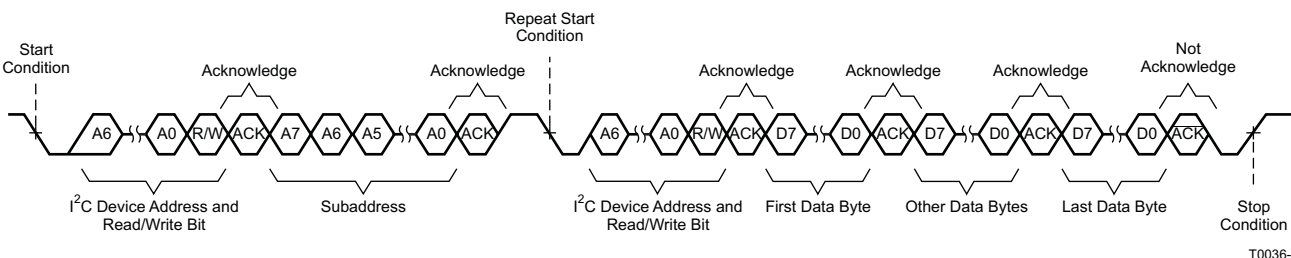 Repeat Start
Condition
Start
Condition
Not
Acknowledge
Acknowledge
Acknowledge
Acknowledge
Acknowledge
Acknowledge
A6 A0 R/W ACK A7 A6 A5 A0 ACK A6 A0 R/W ACK D7 D0 ACK D7 D0 ACK D7 D0 ACK
I²C Device Address and
Read/Write Bit
Subaddress
I²C Device Address and
Read/Write Bit
First Data Byte
Other Data Bytes
Last Data Byte
Stop
Condition
T0036-